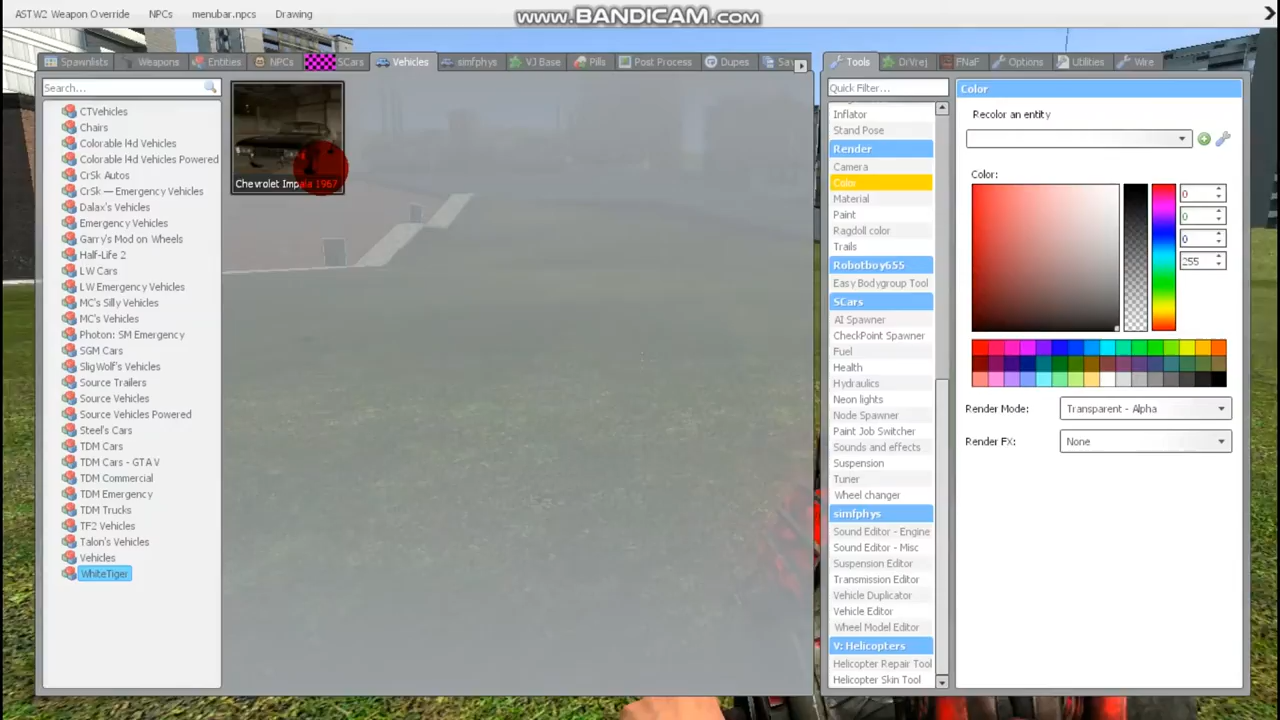 ASTW2 Weapon Override NPCs menubar.npcs Drawing
www.BANDICAM.com
Spawnlists Weapons Entities NPCs SCars Vehicles simfphys VJ Base Pills Post Process Dupes
Tools DrVrej FNaF Options Utilities Wire
Search...
CTVehicles
Chairs
Colorable Hd Vehicles
Colorable Hd Vehicles Powered
CrSk Autos
CrSk — Emergency Vehicles
Dalax's Vehicles
Emergency Vehicles
Garry's Mod on Wheels
Half-Life 2
LW Cars
LW Emergency Vehicles
MC's Silly Vehicles
MC's Vehicles
Photon: SM Emergency
SGM Cars
SligWolf's Vehicles
Source Trailers
Source Vehicles
Source Vehicles Powered
Steel's Cars
TDM Cars
TDM Cars - GTA V
TDM Commercial
TDM Emergency
TDM Trucks
TF2 Vehicles
Talon's Vehicles
Vehicles
WhiteTiger
Chevrolet Impala 1967
Quick Filter...
Inflator
Stand Pose
Render
Camera
Color
Material
Paint
Ragdoll color
Trails
Robotboy655
Easy Bodygroup Tool
SCars
AI Spawner
CheckPoint Spawner
Fuel
Health
Hydraulics
Neon lights
Node Spawner
Paint Job Switcher
Sounds and effects
Suspension
Tuner
Wheel changer
simfphys
Sound Editor - Engine
Sound Editor - Misc
Suspension Editor
Transmission Editor
Vehicle Duplicator
Vehicle Editor
Wheel Model Editor
V: Helicopters
Helicopter Repair Tool
Helicopter Skin Tool
Color
Recolor an entity
Color:
0
0
0
255
Render Mode: Transparent - Alpha
Render FX: None